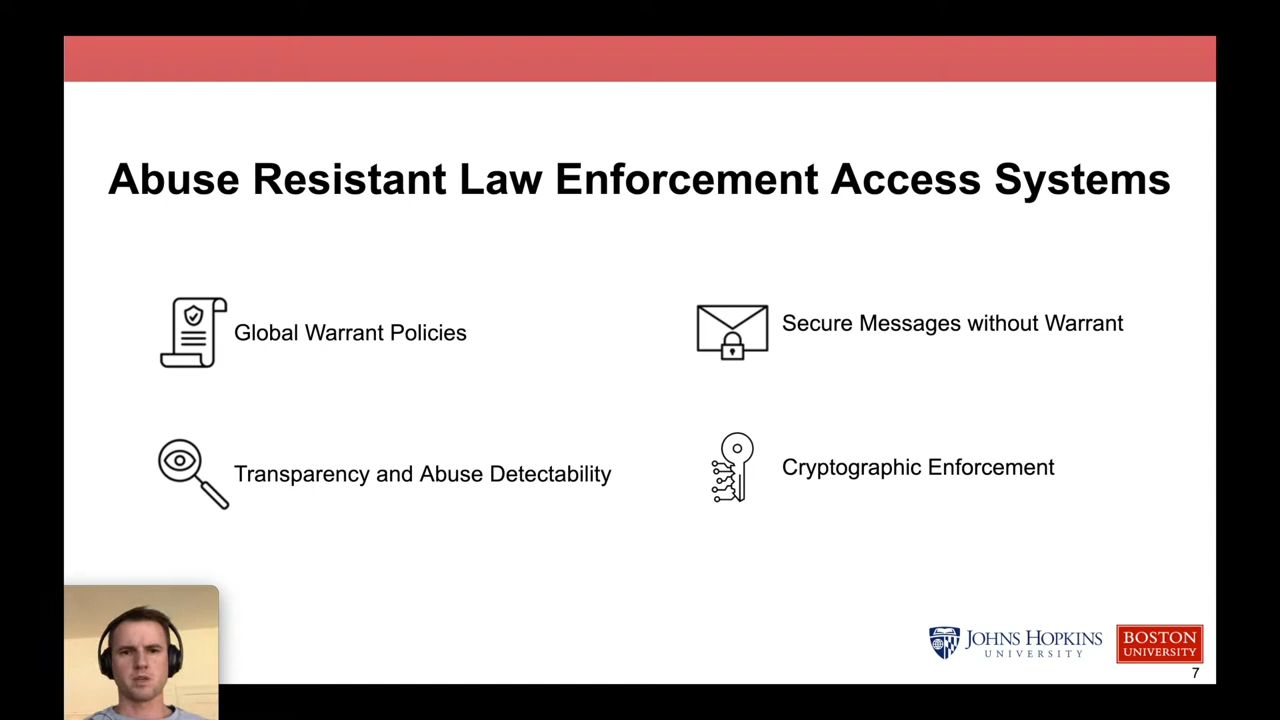 Abuse Resistant Law Enforcement Access Systems
Global Warrant Policies
Secure Messages without Warrant
Transparency and Abuse Detectability
Cryptographic Enforcement
JOHNS HOPKINS
UNIVERSITY
BOSTON
UNIVERSITY
7